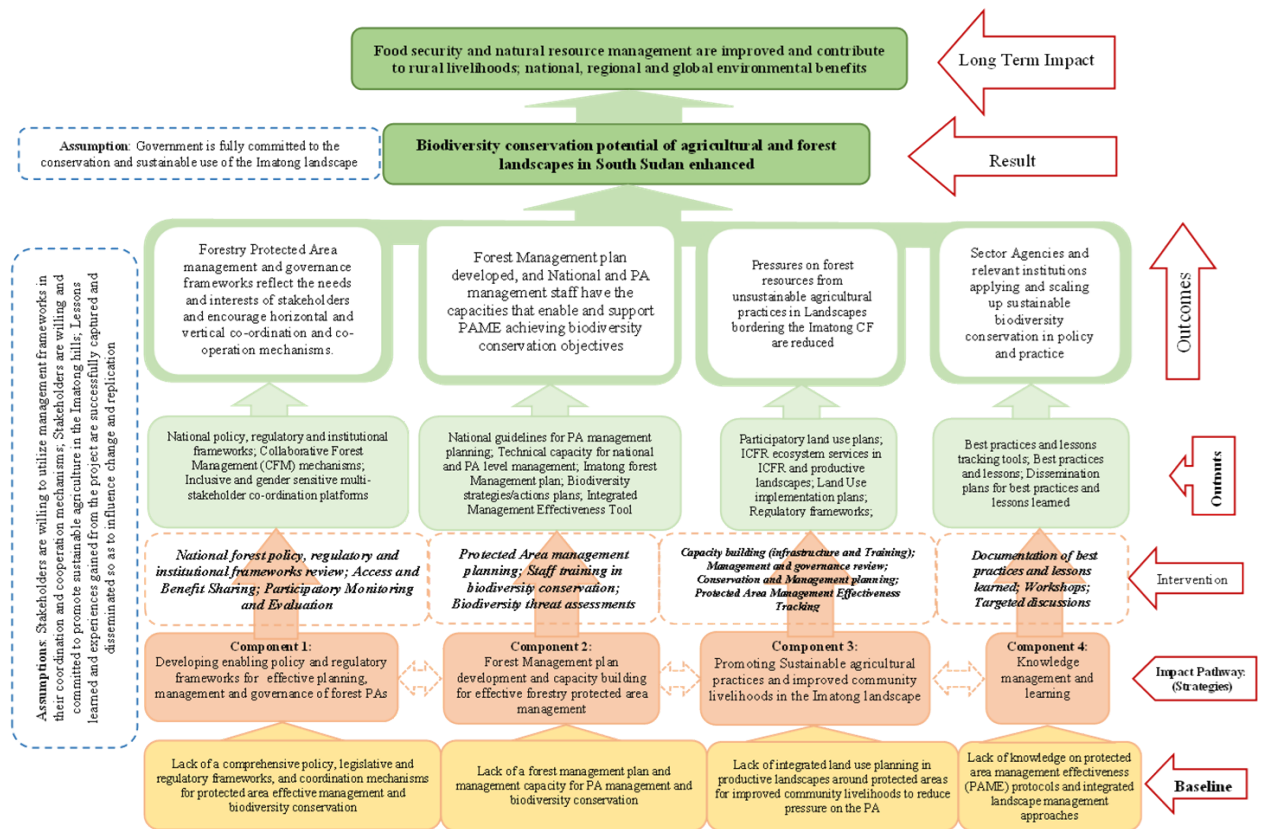 Food security and natural resource management are improved and contribute
to rural livelihoods; national, regional and global environmental benefits
Long Term Impact
Assumption: Government is fully committed to the
conservation and sustainable use of the Imatong landscape
Biodiversity conservation potential of agricultural and forest
landscapes in South Sudan enhanced
Result
Assumptions: Stakeholders are willing to utilize management frameworks in
their coordination and cooperation mechanisms; Stakeholders are willing and
committed to promote sustainable agriculture in the Imatong hills; Lessons
learned and experiences gained from the project are successfully captured and
disseminated so as to influence change and replication
Forestry Protected Area
management and governance
frameworks reflect the needs
and interests of stakeholders
and encourage horizontal and
vertical co-ordination and co-
operation mechanisms.
Forest Management plan
developed, and National and PA
management staff have the
capacities that enable and support
PAME achieving biodiversity
conservation objectives
Pressures on forest
resources from
unsustainable agricultural
practices in Landscapes
bordering the Imatong CF
are reduced
Sector Agencies and
relevant institutions
applying and scaling
up sustainable
biodiversity
conservation in policy
and practice
Outcomes
National policy, regulatory and institutional
frameworks; Collaborative Forest
Management (CFM) mechanisms;
Inclusive and gender sensitive multi-
stakeholder co-ordination platforms
National guidelines for PA management
planning; Technical capacity for national
and PA level management; Imatong forest
Management plan; Biodiversity
strategies/actions plans; Integrated
Management Effectiveness Tool
Participatory land use plans;
ICFR ecosystem services in
ICFR and productive
landscapes; Land Use
implementation plans;
Regulatory frameworks;
Best practices and lessons
tracking tools; Best practices
and lessons; Dissemination
plans for best practices and
lessons learned
Outputs
National forest policy, regulatory and
institutional frameworks review; Access and
Benefit Sharing; Participatory Monitoring
and Evaluation
Protected Area management
planning; Staff training in
biodiversity conservation;
Biodiversity threat assessments
Capacity building (infrastructure and Training);
Management and governance review;
Conservation and Management planning;
Protected Area Management Effectiveness
Tracking
Documentation of best
practices and lessons
learned; Workshops;
Targeted discussions
Intervention
Component 1:
Developing enabling policy and regulatory
frameworks for effective planning,
management and governance of forest PAs
Component 2:
Forest Management plan
development and capacity building
for effective forestry protected area
management
Component 3:
Promoting Sustainable agricultural
practices and improved community
livelihoods in the Imatong landscape
Component 4:
Knowledge
management and
learning
Impact Pathway:
(Strategies)
Lack of a comprehensive policy, legislative and
regulatory frameworks, and coordination mechanisms
for protected area effective management and
biodiversity conservation
Lack of a forest management plan and
management capacity for PA management and
biodiversity conservation
Lack of integrated land use planning in
productive landscapes around protected areas
for improved community livelihoods to reduce
pressure on the PA
Lack of knowledge on protected
area management effectiveness
(PAME) protocols and integrated
landscape management
approaches
Baseline